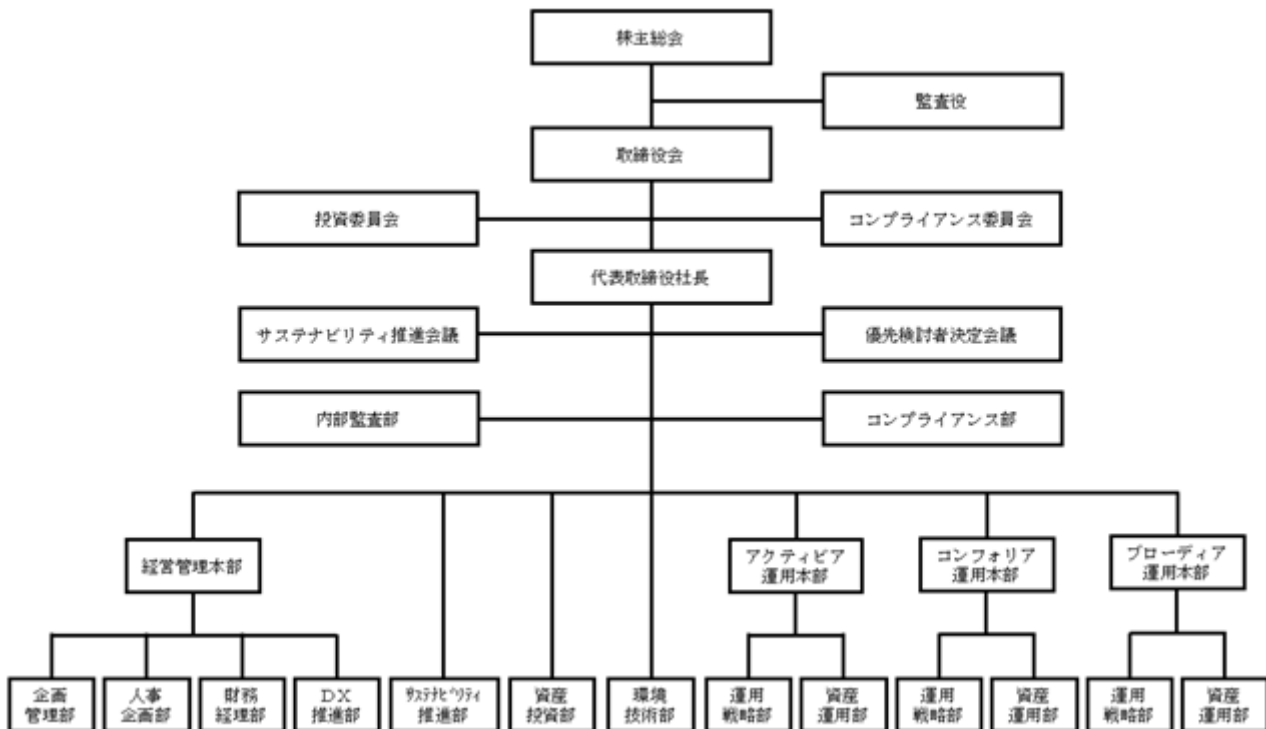 株主総会
監査役
取締役会
投資委員会
コンプライアンス委員会
代表取締役社長
サステナビリティ推進会議
優先検討者決定会議
内部監査部
コンプライアンス部
経営管理本部
アクティビア
運用本部
コンフォリア
運用本部
ブローディア
運用本部
企画
管理部
人事
企画部
財務
経理部
DX
推進部
ｻｽﾃﾅﾋﾞﾘﾃｨ
推進部
資産
投資部
環境
技術部
運用
戦略部
資産
運用部
運用
戦略部
資産
運用部
運用
戦略部
資産
運用部